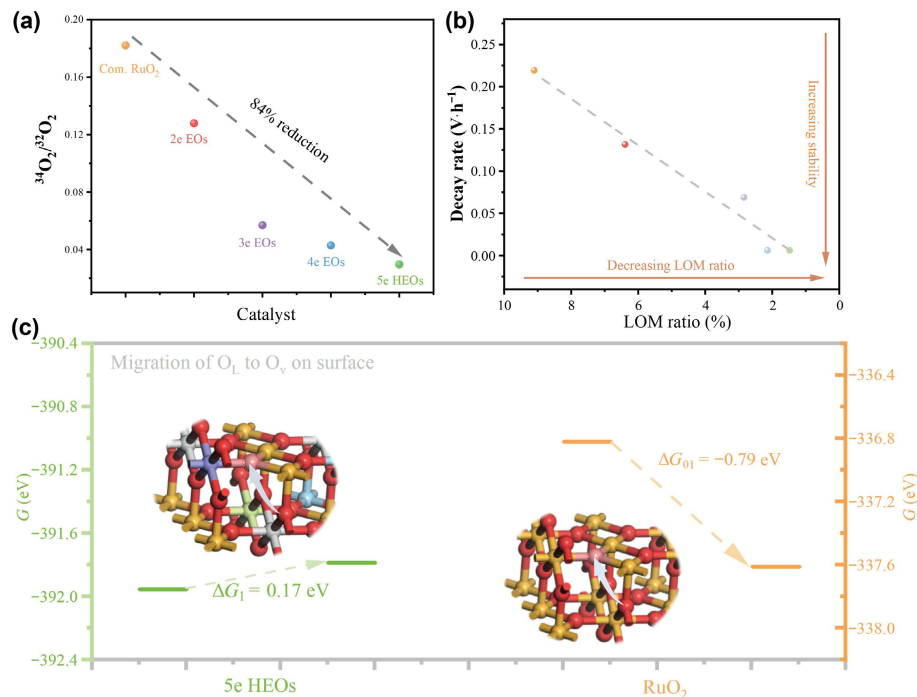 (a)
0.20
0.16
0.12
0.08
0.04
³⁴O₂/³²O₂
Com. RuO₂
2e EOs
3e EOs
4e EOs
5e HEOs
84% reduction
Catalyst
(b)
0.25
0.20
0.15
0.10
0.05
0.00
Decay rate (V·h⁻¹)
Increasing stability
Decreasing LOM ratio
10 8 6 4 2 0
LOM ratio (%)
(c)
Migration of O_L to O_v on surface
−390.4
−390.8
−391.2
−391.6
−392.0
−392.4
G (eV)
ΔG₁ = 0.17 eV
ΔG₀₁ = −0.79 eV
−336.4
−336.8
−337.2
−337.6
−338.0
G (eV)
5e HEOs
RuO₂